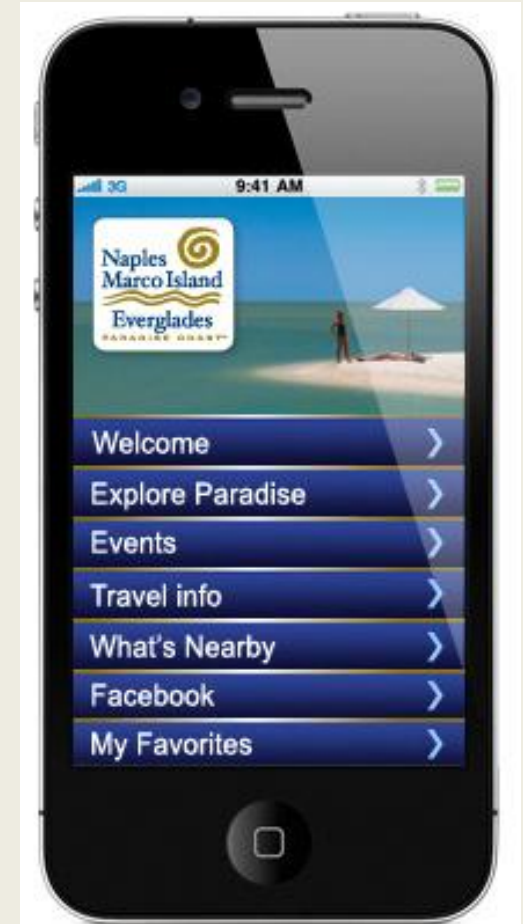 3G 9:41 AM
Naples
Marco Island
Everglades
PARADISE COAST℠
Welcome
Explore Paradise
Events
Travel info
What's Nearby
Facebook
My Favorites